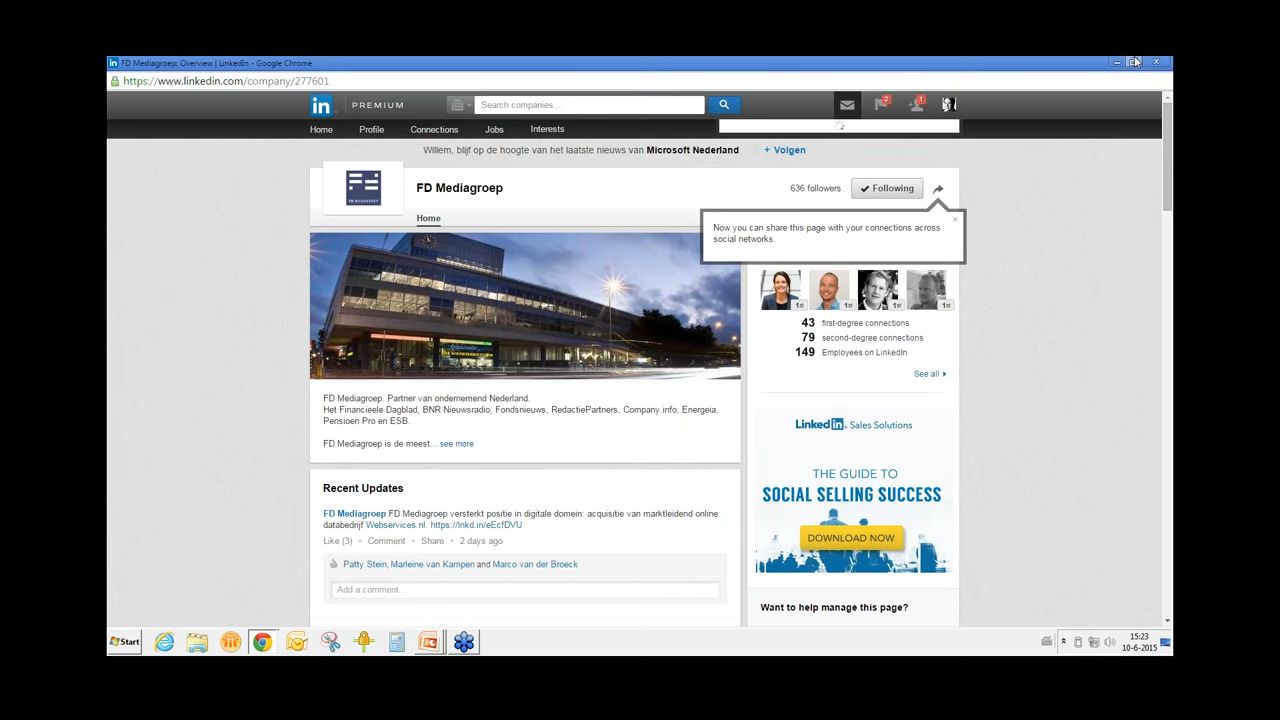 FD Mediagroep: Overview | LinkedIn - Google Chrome
https://www.linkedin.com/company/277601
in PREMIUM
Search companies...
2
1
Home Profile Connections Jobs Interests
Willem, blijf op de hoogte van het laatste nieuws van Microsoft Nederland + Volgen
FD Mediagroep
636 followers
Following
Home
Now you can share this page with your connections across
social networks.
1st 1st 1st 1st
43 first-degree connections
79 second-degree connections
149 Employees on LinkedIn
See all
FD Mediagroep. Partner van ondernemend Nederland.
Het Financieele Dagblad, BNR Nieuwsradio, Fondsnieuws, RedactiePartners, Company.info, Energeia,
Pensioen Pro en ESB.
FD Mediagroep is de meest... see more
LinkedIn Sales Solutions
THE GUIDE TO
SOCIAL SELLING SUCCESS
DOWNLOAD NOW
Recent Updates
FD Mediagroep FD Mediagroep versterkt positie in digitale domein: acquisitie van marktleidend online
databedrijf Webservices.nl. https://lnkd.in/eEcfDVU
Like (3) · Comment · Share · 2 days ago
Patty Stein, Marleine van Kampen and Marco van der Broeck
Add a comment...
Want to help manage this page?
Start
15:23
10-6-2015